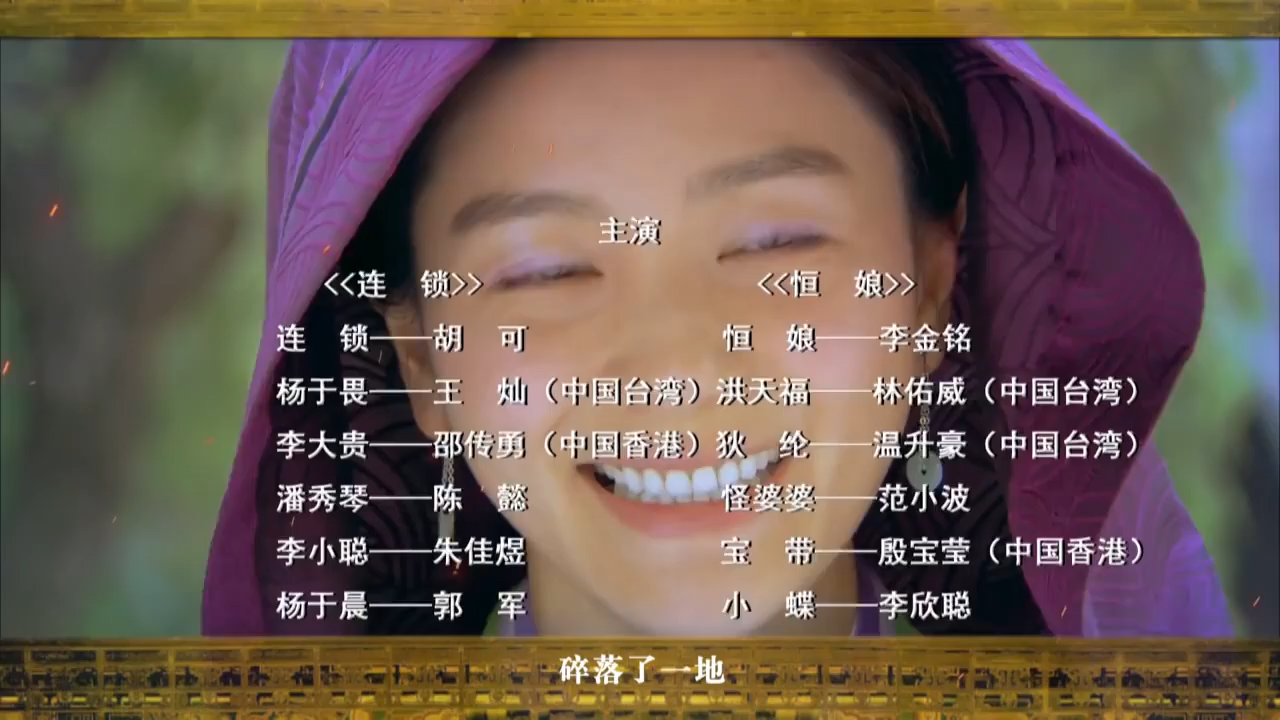 主演
<<连　锁>>　<<恒　娘>>
连　锁——胡　可　恒　娘——李金铭
杨于畏——王　灿（中国台湾）洪天福——林佑威（中国台湾）
李大贵——邵传勇（中国香港）狄　纶——温升豪（中国台湾）
潘秀琴——陈　懿　怪婆婆——范小波
李小聪——朱佳煜　宝　带——殷宝莹（中国香港）
杨于晨——郭　军　小　蝶——李欣聪
碎落了一地